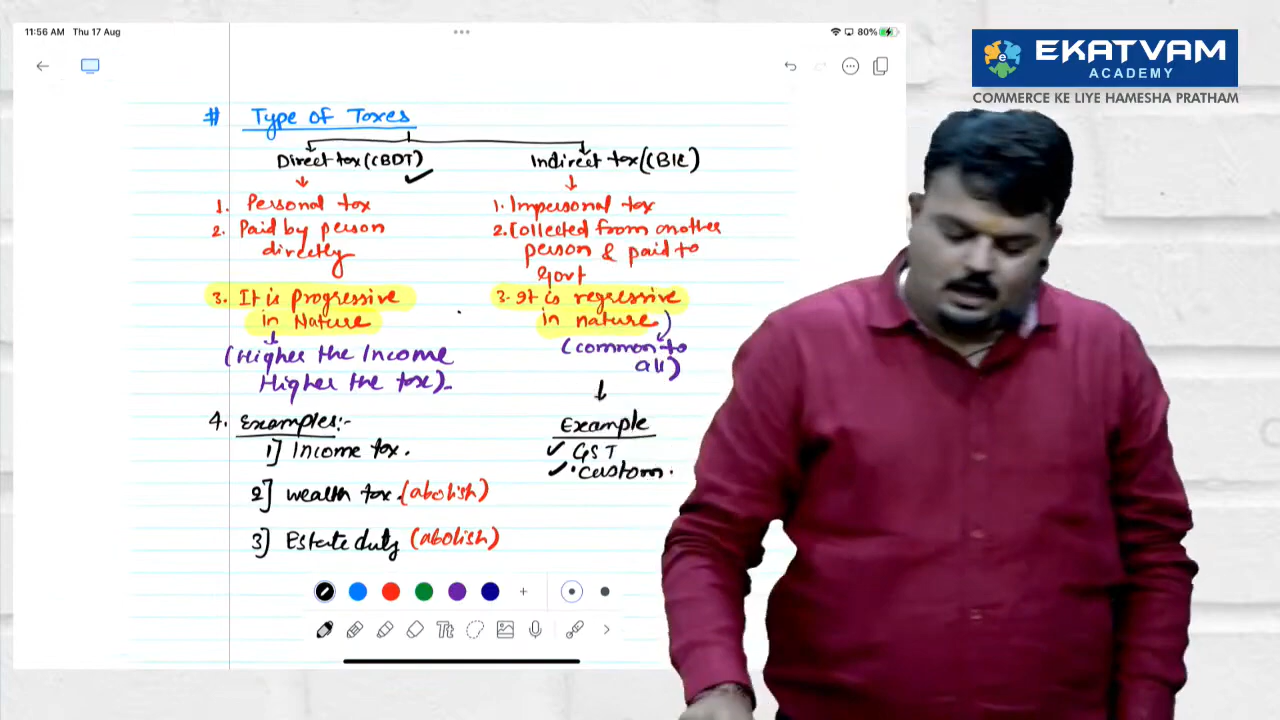 11:56 AM Thu 17 Aug
80%
EKATVAM
ACADEMY
COMMERCE KE LIYE HAMESHA PRATHAM
# Type of Taxes
Direct tax (CBDT)
1. Personal tax
2. Paid by person
directly
3. It is Progressive
in Nature
(Higher the Income
Higher the tax).
4. Examples:-
1] Income tax.
2] wealth tax. (abolish)
3] Estate duty (abolish)
Indirect tax (CBIC)
1. Impersonal tax
2. Collected from another
person & paid to
Govt
3. It is regressive
in nature
(common to
all)
Example
GST
• Custom.
Tt